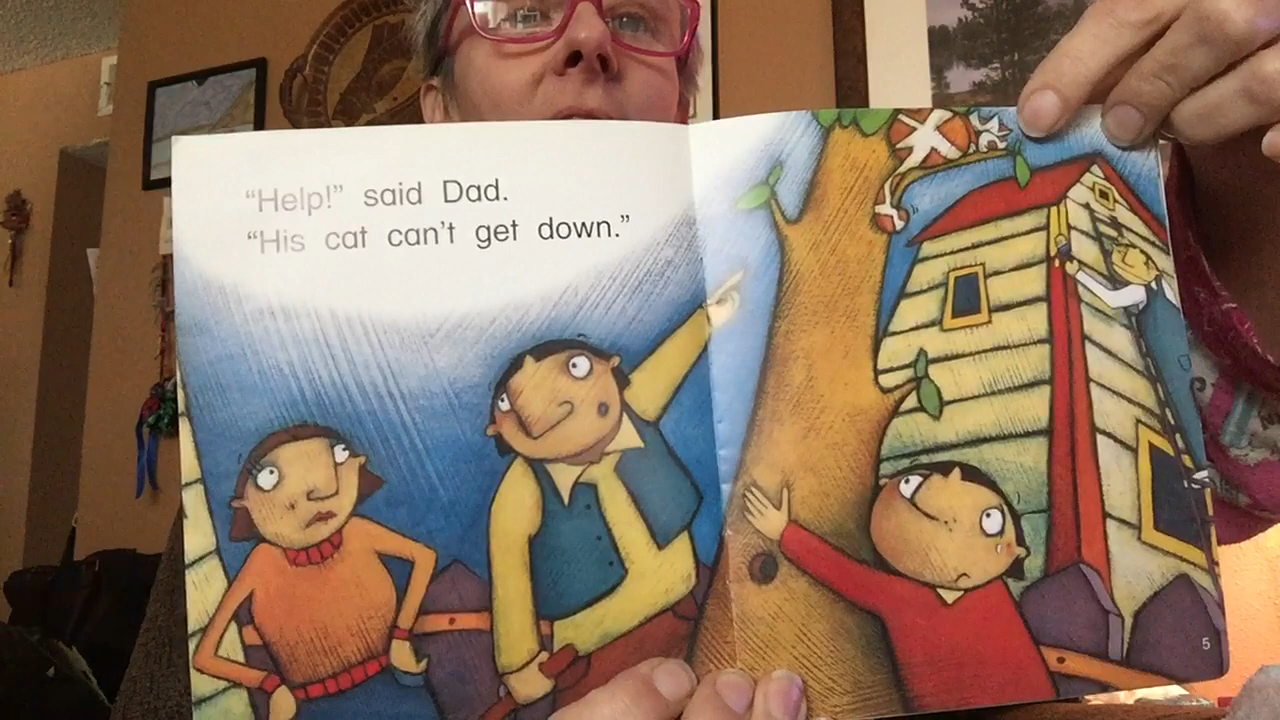 “Help!” said Dad.
“His cat can’t get down.”
5